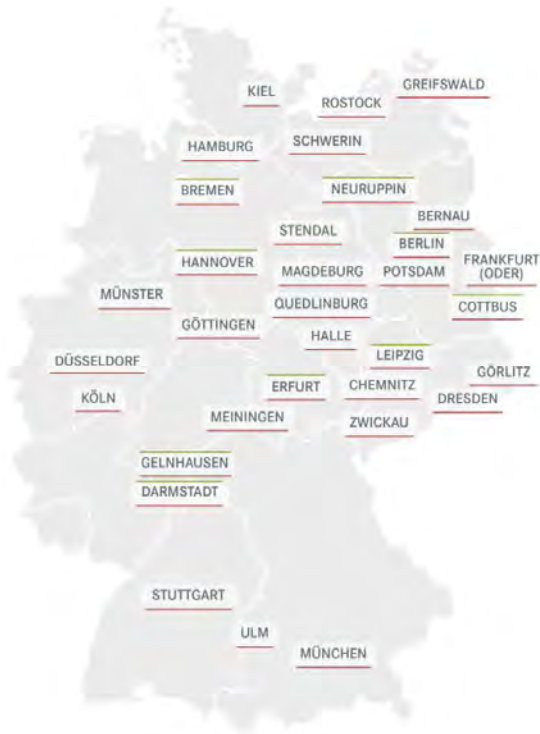 GREIFSWALD
KIEL
ROSTOCK
SCHWERIN
HAMBURG
BREMEN
NEURUPPIN
BERNAU
STENDAL
BERLIN
HANNOVER
MAGDEBURG
POTSDAM
FRANKFURT
(ODER)
MÜNSTER
QUEDLINBURG
COTTBUS
GÖTTINGEN
HALLE
LEIPZIG
DÜSSELDORF
GÖRLITZ
ERFURT
CHEMNITZ
KÖLN
DRESDEN
MEININGEN
ZWICKAU
GELNHAUSEN
DARMSTADT
STUTTGART
ULM
MÜNCHEN